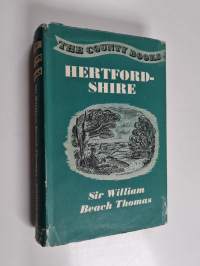 THE COUNTY BOOKS
HERTFORD-
SHIRE
Sir William
Beach Thomas